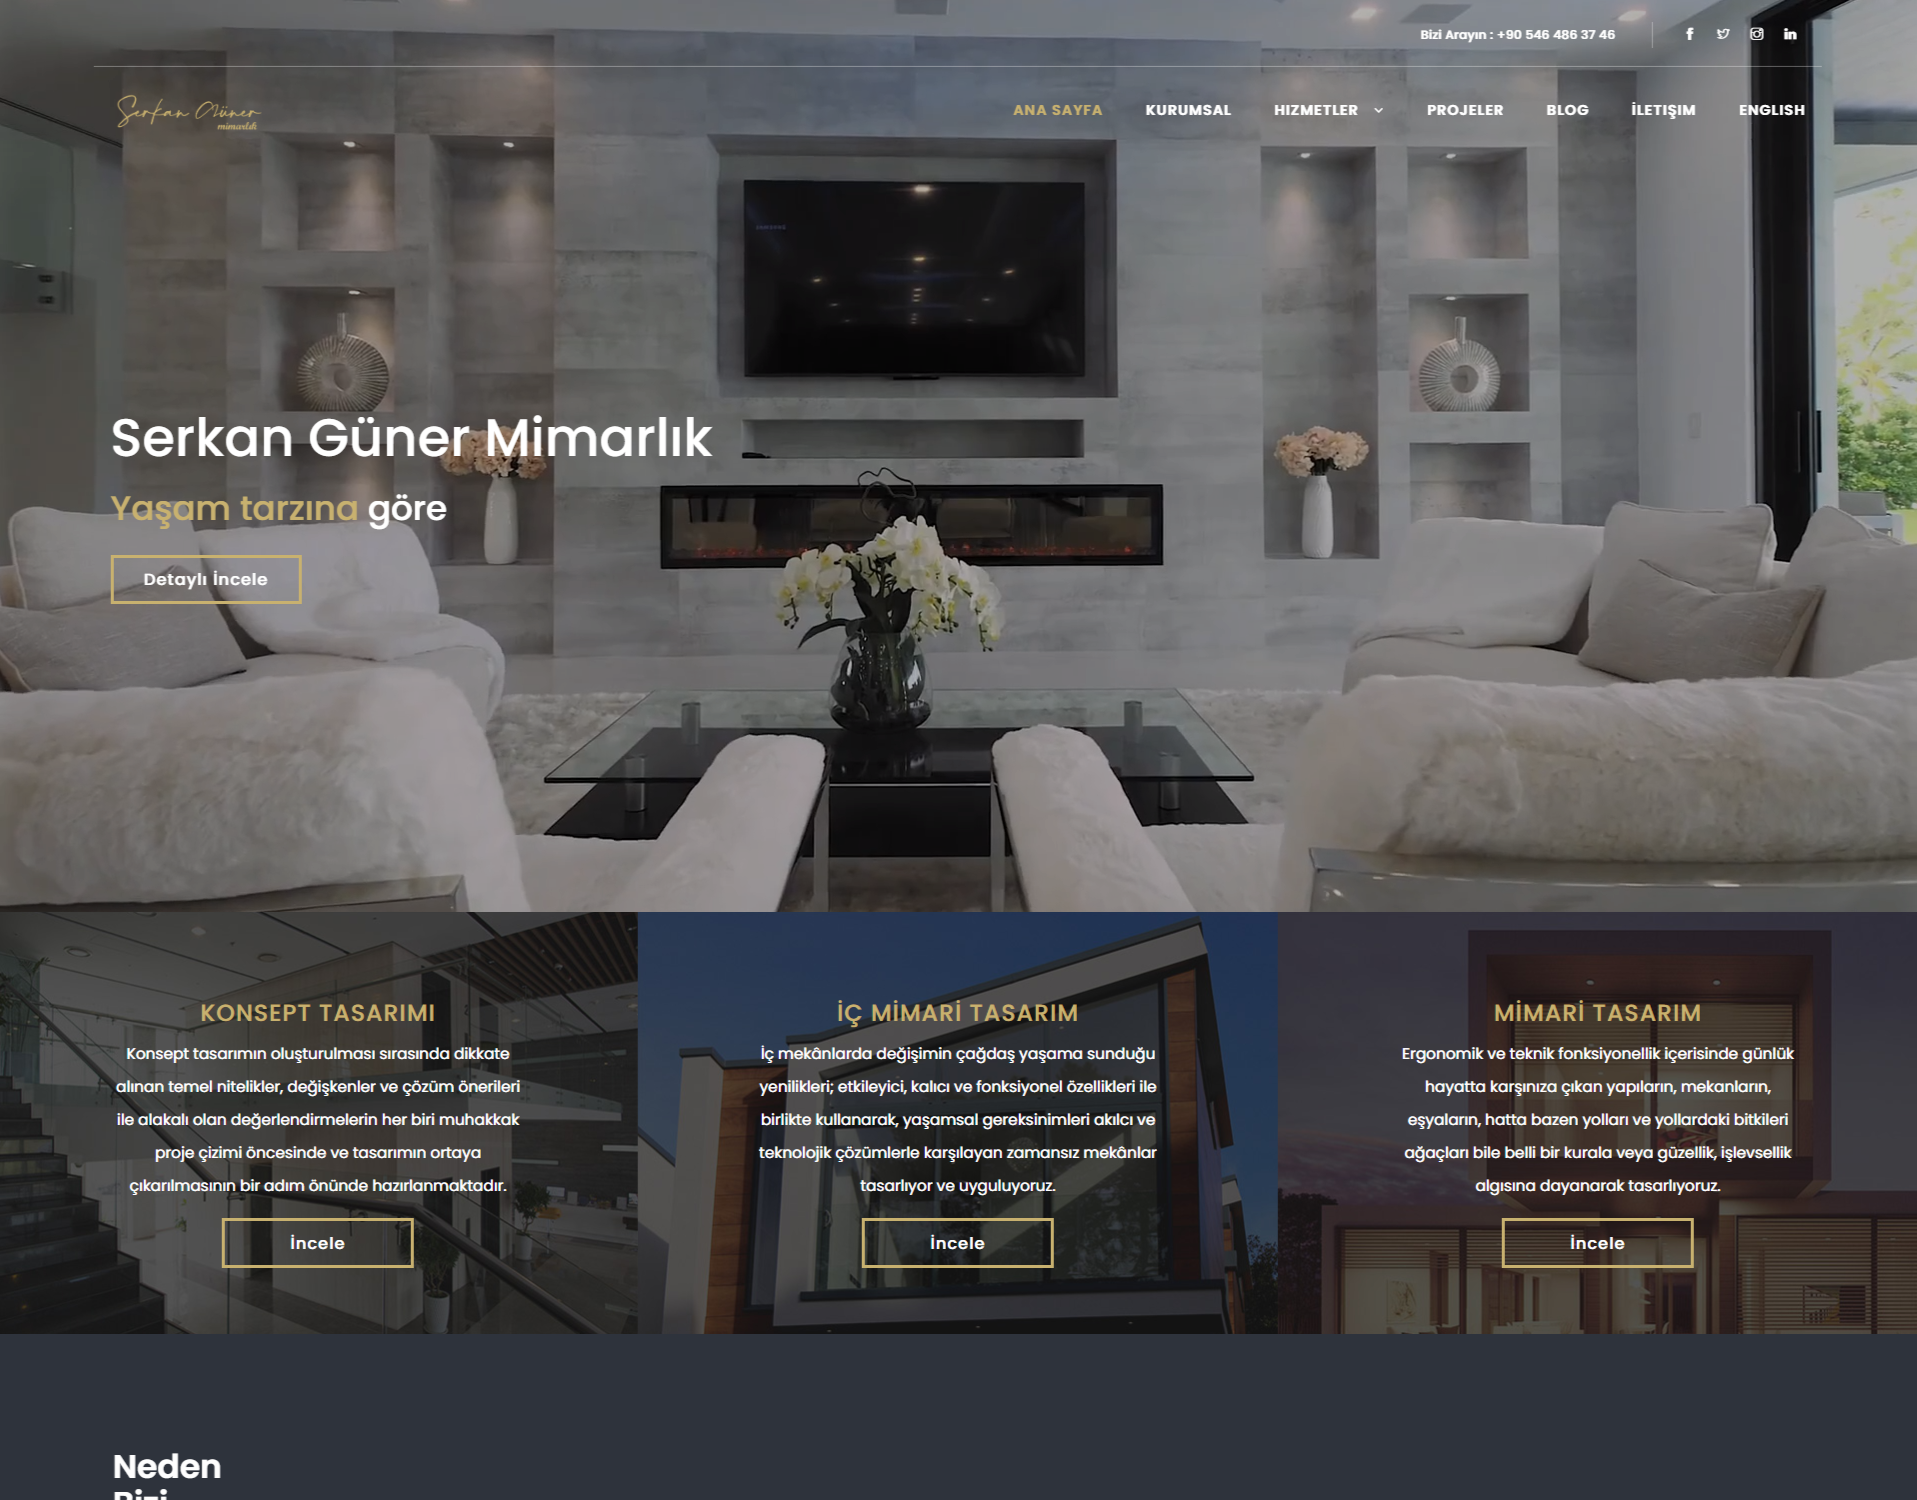 Bizi Arayın : +90 546 486 37 46
Serkan Güner
mimarlık
ANA SAYFA
KURUMSAL
HIZMETLER
PROJELER
BLOG
İLETIŞIM
ENGLISH
SAMSUNG
Serkan Güner Mimarlık
Yaşam tarzına göre
Detaylı İncele
KONSEPT TASARIMI
Konsept tasarımın oluşturulması sırasında dikkate
alınan temel nitelikler, değişkenler ve çözüm önerileri
ile alakalı olan değerlendirmelerin her biri muhakkak
proje çizimi öncesinde ve tasarımın ortaya
çıkarılmasının bir adım önünde hazırlanmaktadır.
İncele
İÇ MİMARİ TASARIM
İç mekânlarda değişimin çağdaş yaşama sunduğu
yenilikleri; etkileyici, kalıcı ve fonksiyonel özellikleri ile
birlikte kullanarak, yaşamsal gereksinimleri akılcı ve
teknolojik çözümlerle karşılayan zamansız mekânlar
tasarlıyor ve uyguluyoruz.
İncele
MİMARİ TASARIM
Ergonomik ve teknik fonksiyonellik içerisinde günlük
hayatta karşınıza çıkan yapıların, mekanların,
eşyaların, hatta bazen yolları ve yollardaki bitkileri
ağaçları bile belli bir kurala veya güzellik, işlevsellik
algısına dayanarak tasarlıyoruz.
İncele
Neden
Bizi